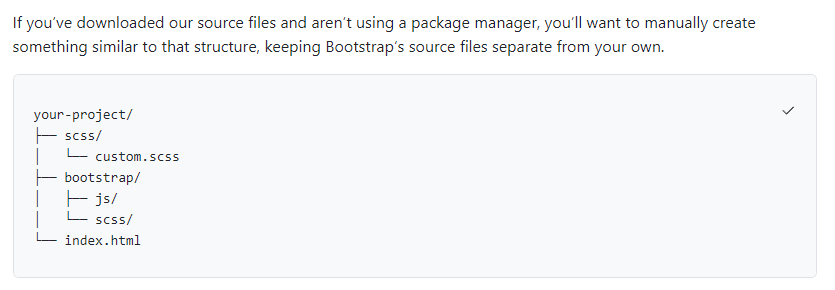 If you’ve downloaded our source files and aren’t using a package manager, you’ll want to manually create
something similar to that structure, keeping Bootstrap’s source files separate from your own.
your-project/
├── scss/
│   └── custom.scss
├── bootstrap/
│   ├── js/
│   └── scss/
└── index.html